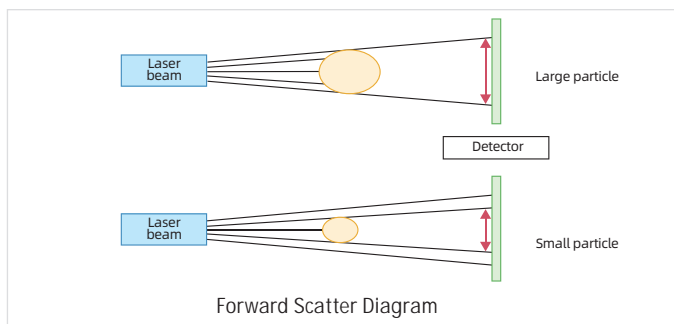 Laser
beam
Large particle
Detector
Laser
beam
Small particle
Forward Scatter Diagram